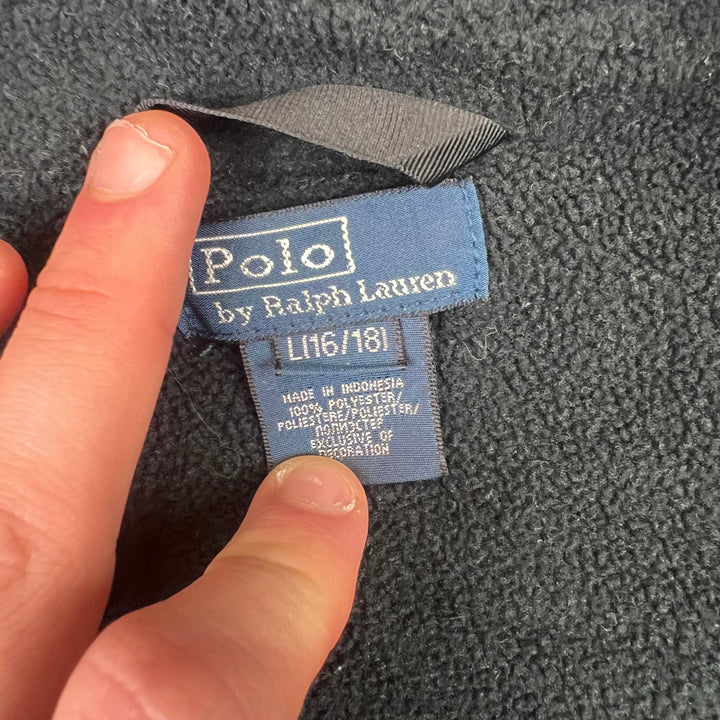 Polo
by Ralph Lauren
L(16/18)
MADE IN INDONESIA
100% POLYESTER/
POLIESTERE/POLIESTER/
ПОЛИЭСТЕР
EXCLUSIVE OF
DECORATION